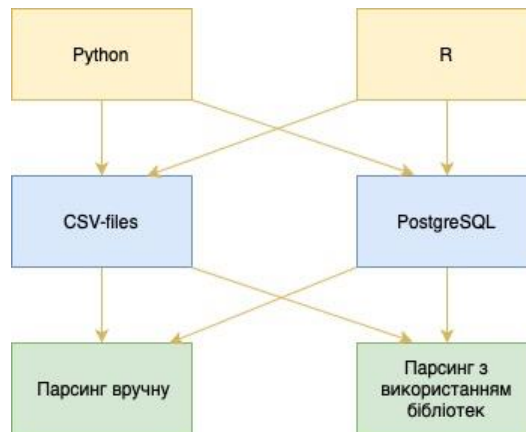 Python
R
CSV-files
PostgreSQL
Парсинг вручну
Парсинг з
використанням
бібліотек